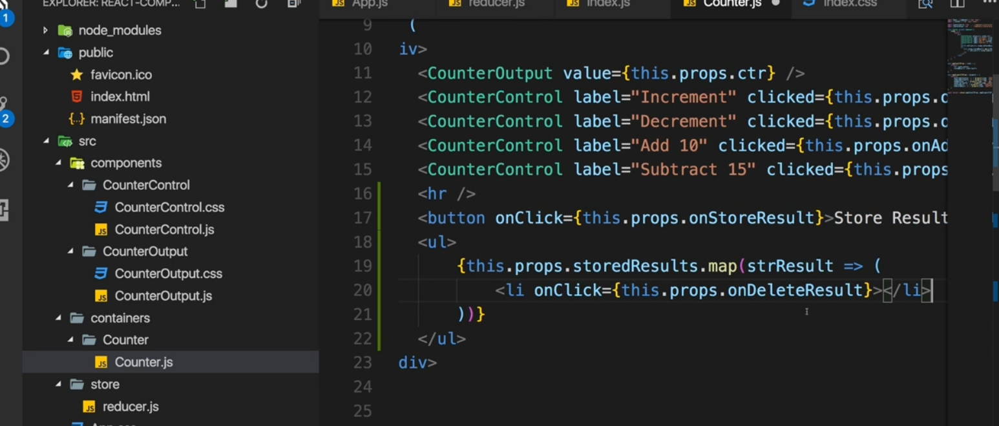 EXPLORER: REACT-COMP...
1
node_modules
public
favicon.ico
index.html
manifest.json
2
src
components
CounterControl
CounterControl.css
CounterControl.js
CounterOutput
CounterOutput.css
CounterOutput.js
containers
Counter
Counter.js
store
reducer.js
App.js
reducer.js
index.js
Counter.js
index.css
9 (
10 iv>
11 <CounterOutput value={this.props.ctr} />
12 <CounterControl label="Increment" clicked={this.props.o
13 <CounterControl label="Decrement" clicked={this.props.o
14 <CounterControl label="Add 10" clicked={this.props.onAd
15 <CounterControl label="Subtract 15" clicked={this.props
16 <hr />
17 <button onClick={this.props.onStoreResult}>Store Result
18 <ul>
19 {this.props.storedResults.map(strResult => (
20 <li onClick={this.props.onDeleteResult}></li>
21 ))}
22 </ul>
23 div>
24
25